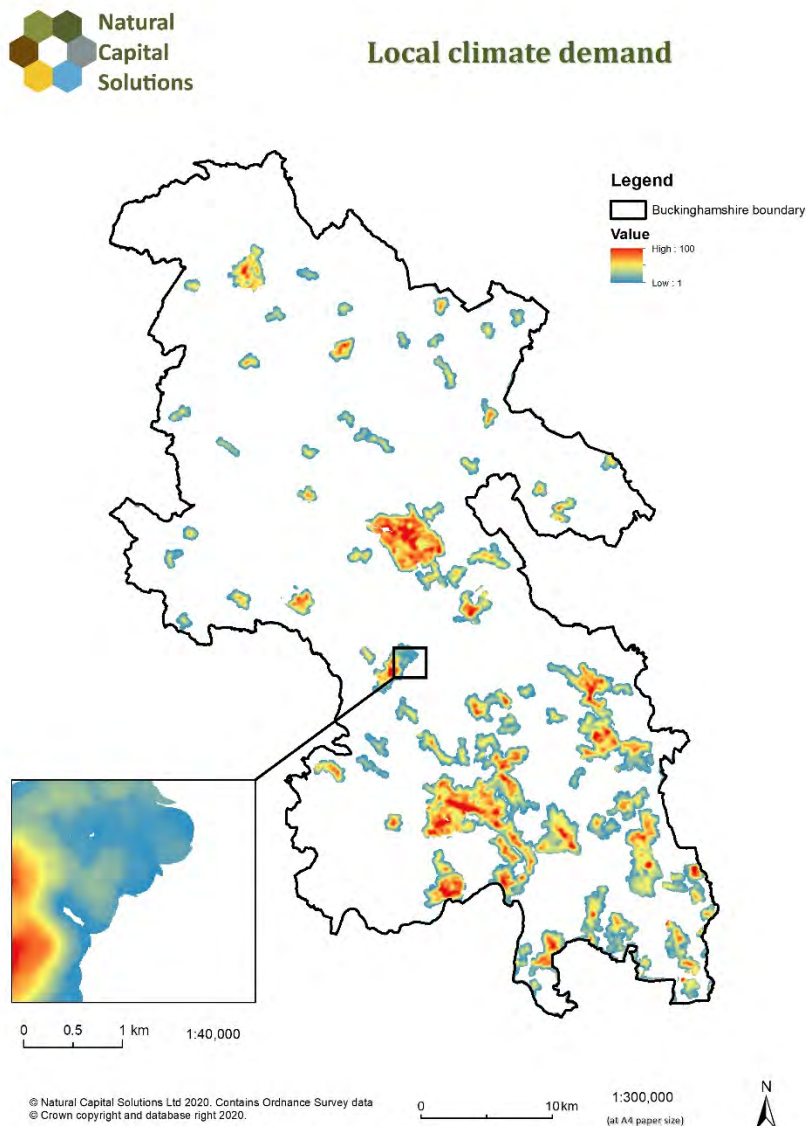 Natural
Capital
Solutions
Local climate demand
Legend
Buckinghamshire boundary
Value
High : 100
Low : 1
0 0.5 1 km 1:40,000
© Natural Capital Solutions Ltd 2020. Contains Ordnance Survey data
© Crown copyright and database right 2020.
0 10km
1:300,000
(at A4 paper size)
N